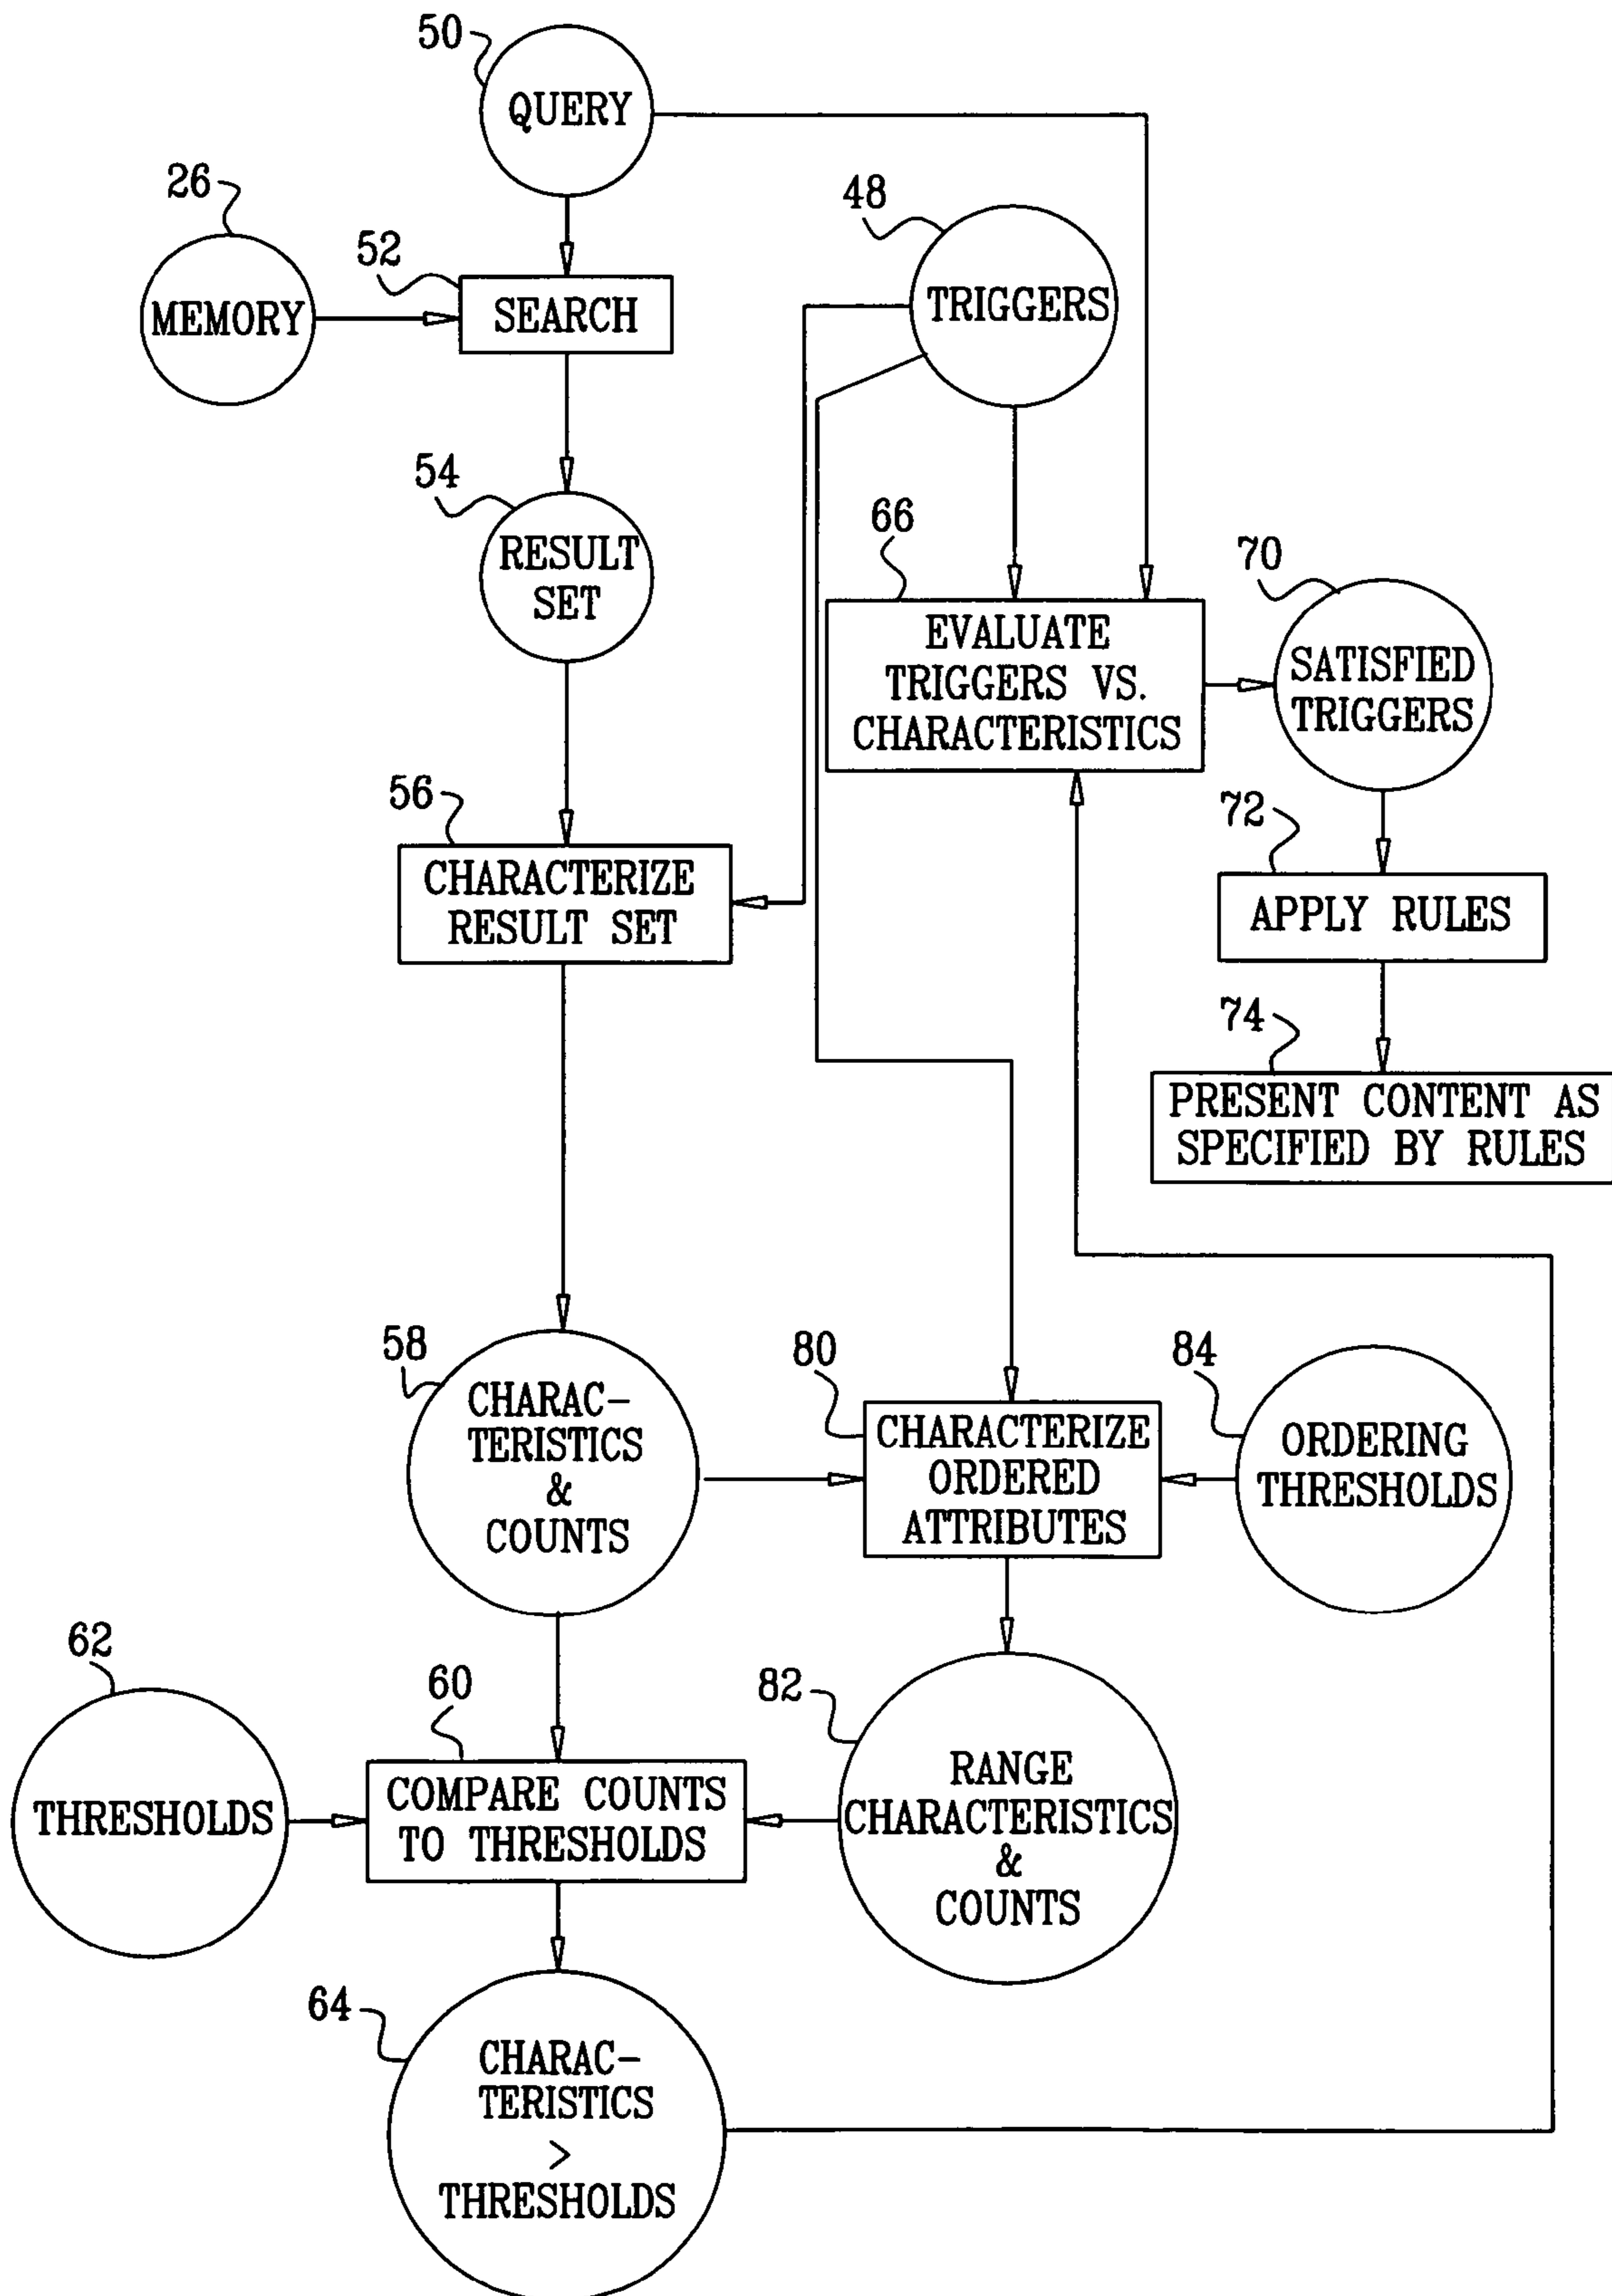 50
QUERY
26
48
52
MEMORY
SEARCH
TRIGGERS
54
RESULT
SET
66
70
EVALUATE
TRIGGERS VS.
CHARACTERISTICS
SATISFIED
TRIGGERS
56
72
CHARACTERIZE
RESULT SET
APPLY RULES
74
PRESENT CONTENT AS
SPECIFIED BY RULES
58
80
84
CHARAC-
TERISTICS
&
COUNTS
CHARACTERIZE
ORDERED
ATTRIBUTES
ORDERING
THRESHOLDS
62
60
82
THRESHOLDS
COMPARE COUNTS
TO THRESHOLDS
RANGE
CHARACTERISTICS
&
COUNTS
64
CHARAC-
TERISTICS
>
THRESHOLDS